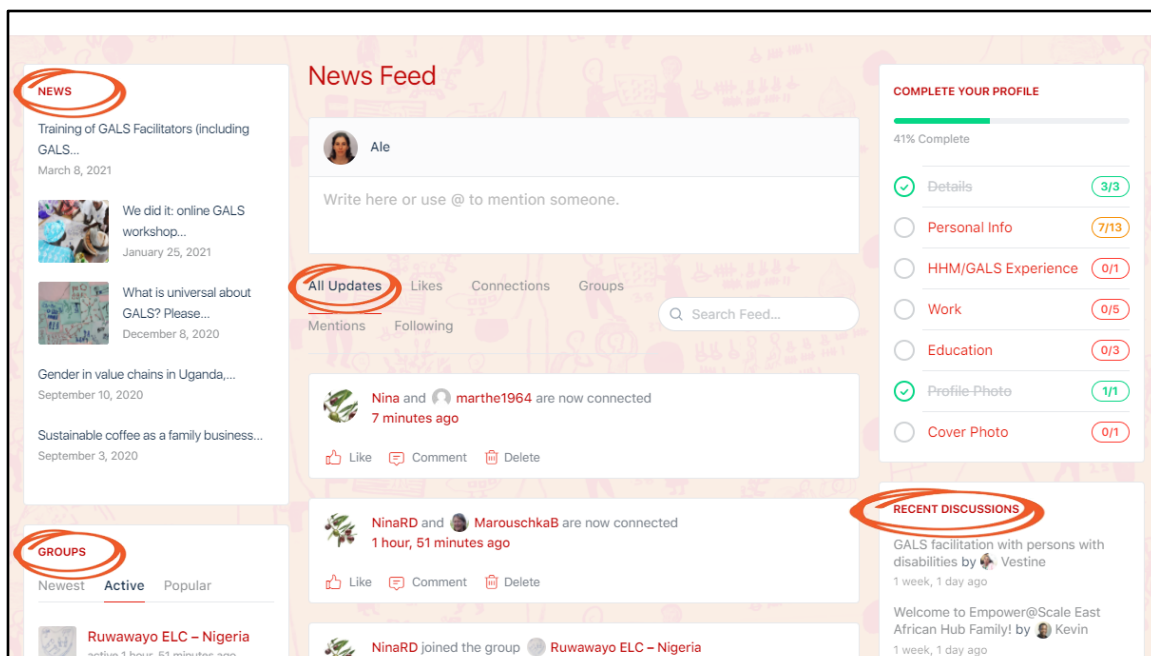 NEWS
Training of GALS Facilitators (including
GALS...
March 8, 2021
We did it: online GALS
workshop...
January 25, 2021
What is universal about
GALS? Please...
December 8, 2020
Gender in value chains in Uganda,...
September 10, 2020
Sustainable coffee as a family business...
September 3, 2020
GROUPS
Newest Active Popular
Ruwawayo ELC – Nigeria
active 1 hour, 51 minutes ago
News Feed
Ale
Write here or use @ to mention someone.
All Updates Likes Connections Groups
Mentions Following
Search Feed...
Nina and marthe1964 are now connected
7 minutes ago
Like Comment Delete
NinaRD and MarouschkaB are now connected
1 hour, 51 minutes ago
Like Comment Delete
NinaRD joined the group Ruwawayo ELC – Nigeria
COMPLETE YOUR PROFILE
41% Complete
Details 3/3
Personal Info 7/13
HHM/GALS Experience 0/1
Work 0/5
Education 0/3
Profile Photo 1/1
Cover Photo 0/1
RECENT DISCUSSIONS
GALS facilitation with persons with
disabilities by Vestine
1 week, 1 day ago
Welcome to Empower@Scale East
African Hub Family! by Kevin
1 week, 1 day ago